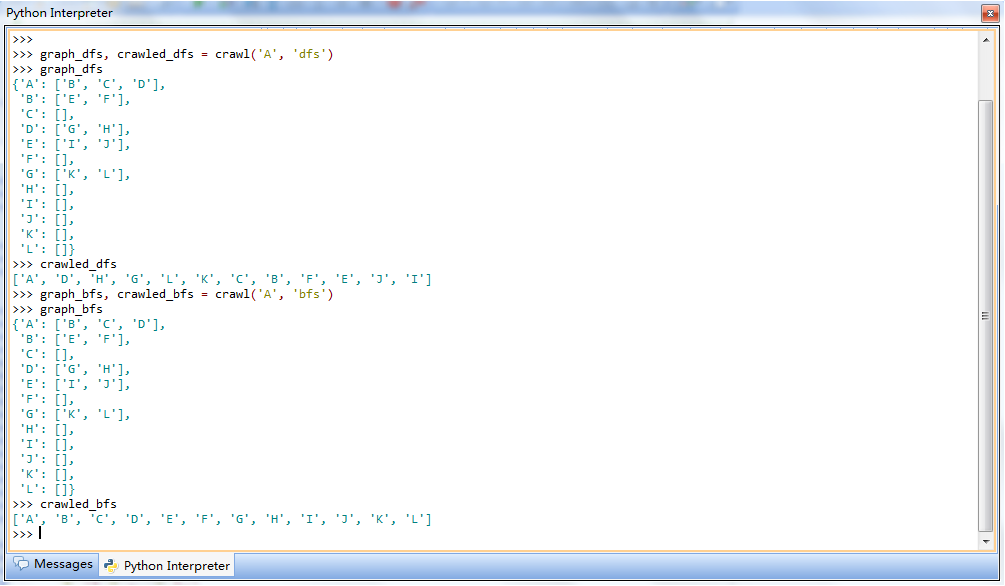 Python Interpreter
>>>
>>> graph_dfs, crawled_dfs = crawl('A', 'dfs')
>>> graph_dfs
{'A': ['B', 'C', 'D'],
 'B': ['E', 'F'],
 'C': [],
 'D': ['G', 'H'],
 'E': ['I', 'J'],
 'F': [],
 'G': ['K', 'L'],
 'H': [],
 'I': [],
 'J': [],
 'K': [],
 'L': []}
>>> crawled_dfs
['A', 'D', 'H', 'G', 'L', 'K', 'C', 'B', 'F', 'E', 'J', 'I']
>>> graph_bfs, crawled_bfs = crawl('A', 'bfs')
>>> graph_bfs
{'A': ['B', 'C', 'D'],
 'B': ['E', 'F'],
 'C': [],
 'D': ['G', 'H'],
 'E': ['I', 'J'],
 'F': [],
 'G': ['K', 'L'],
 'H': [],
 'I': [],
 'J': [],
 'K': [],
 'L': []}
>>> crawled_bfs
['A', 'B', 'C', 'D', 'E', 'F', 'G', 'H', 'I', 'J', 'K', 'L']
>>>
Messages Python Interpreter